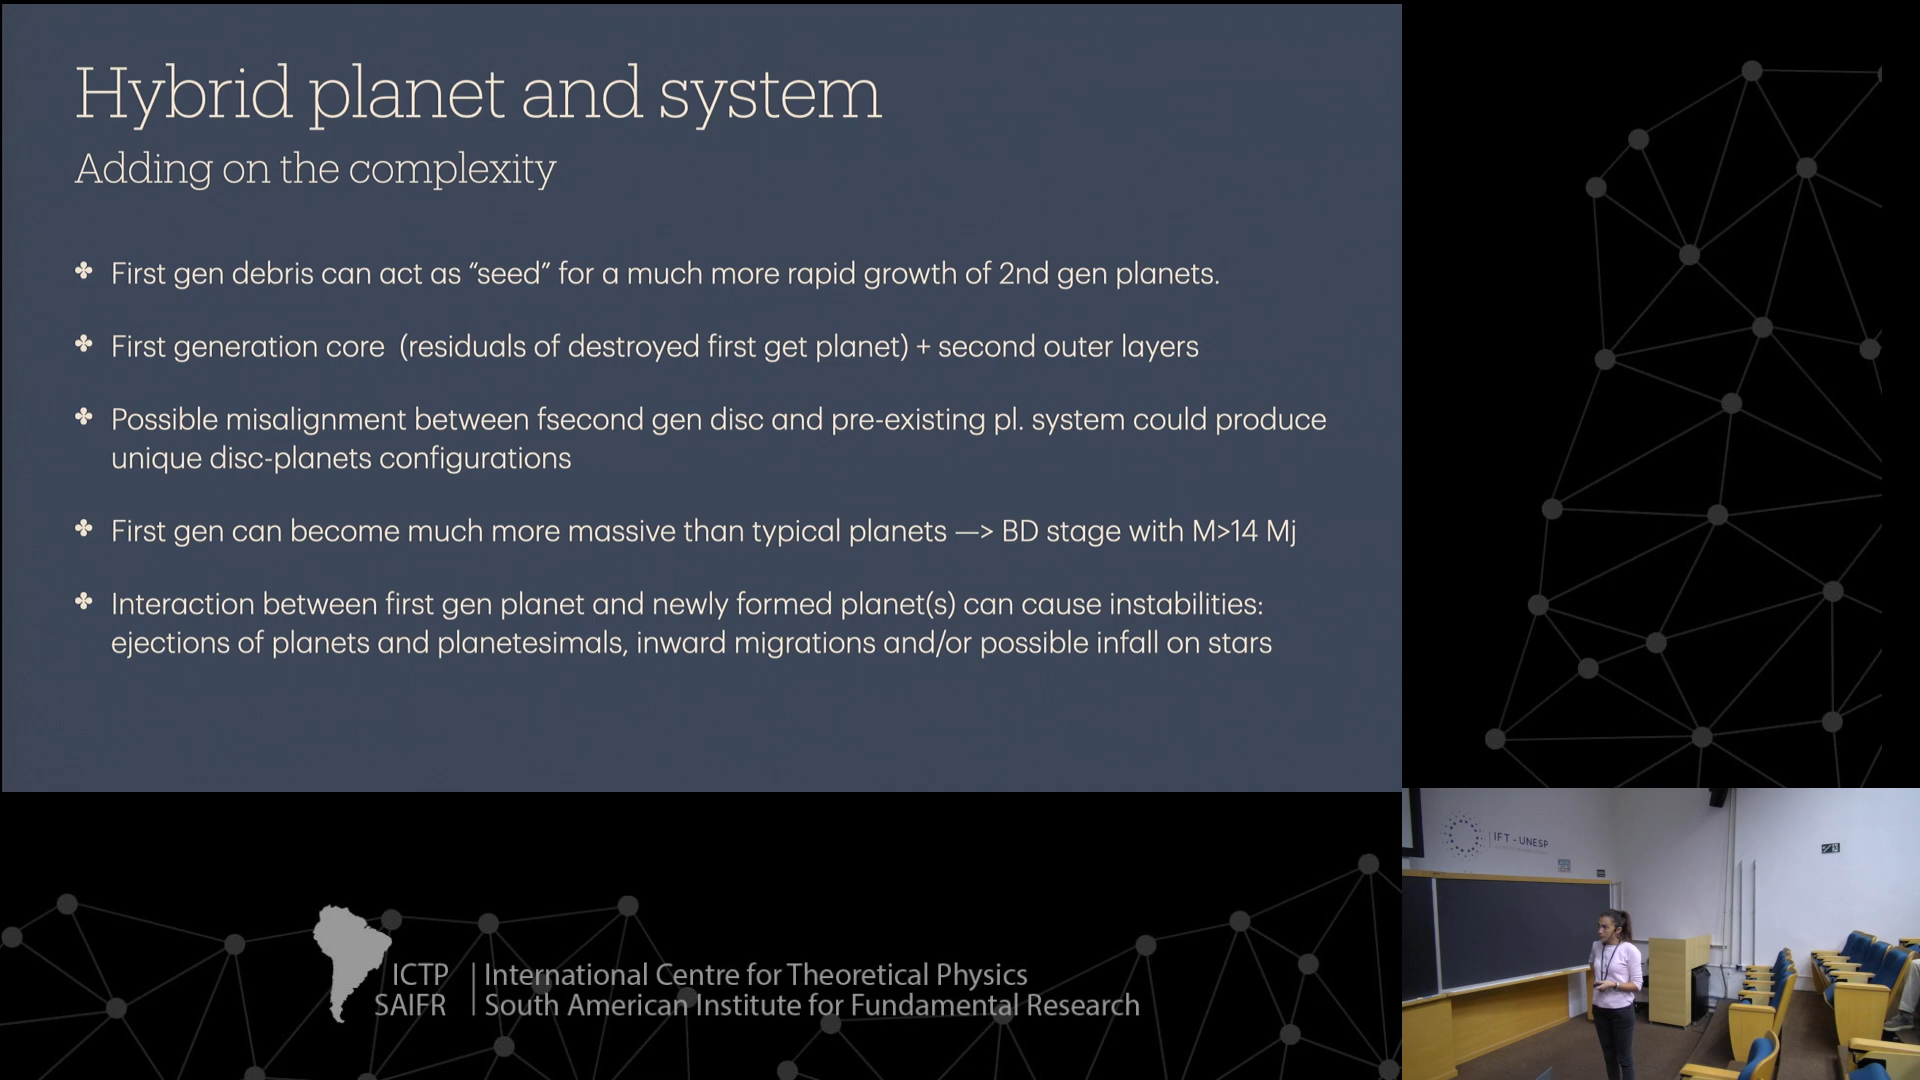 Hybrid planet and system
Adding on the complexity
✤ First gen debris can act as “seed” for a much more rapid growth of 2nd gen planets.
✤ First generation core (residuals of destroyed first get planet) + second outer layers
✤ Possible misalignment between fsecond gen disc and pre-existing pl. system could produce
unique disc-planets configurations
✤ First gen can become much more massive than typical planets —> BD stage with M>14 Mj
✤ Interaction between first gen planet and newly formed planet(s) can cause instabilities:
ejections of planets and planetesimals, inward migrations and/or possible infall on stars
IFT - UNESP
ICTP | International Centre for Theoretical Physics
SAIFR | South American Institute for Fundamental Research